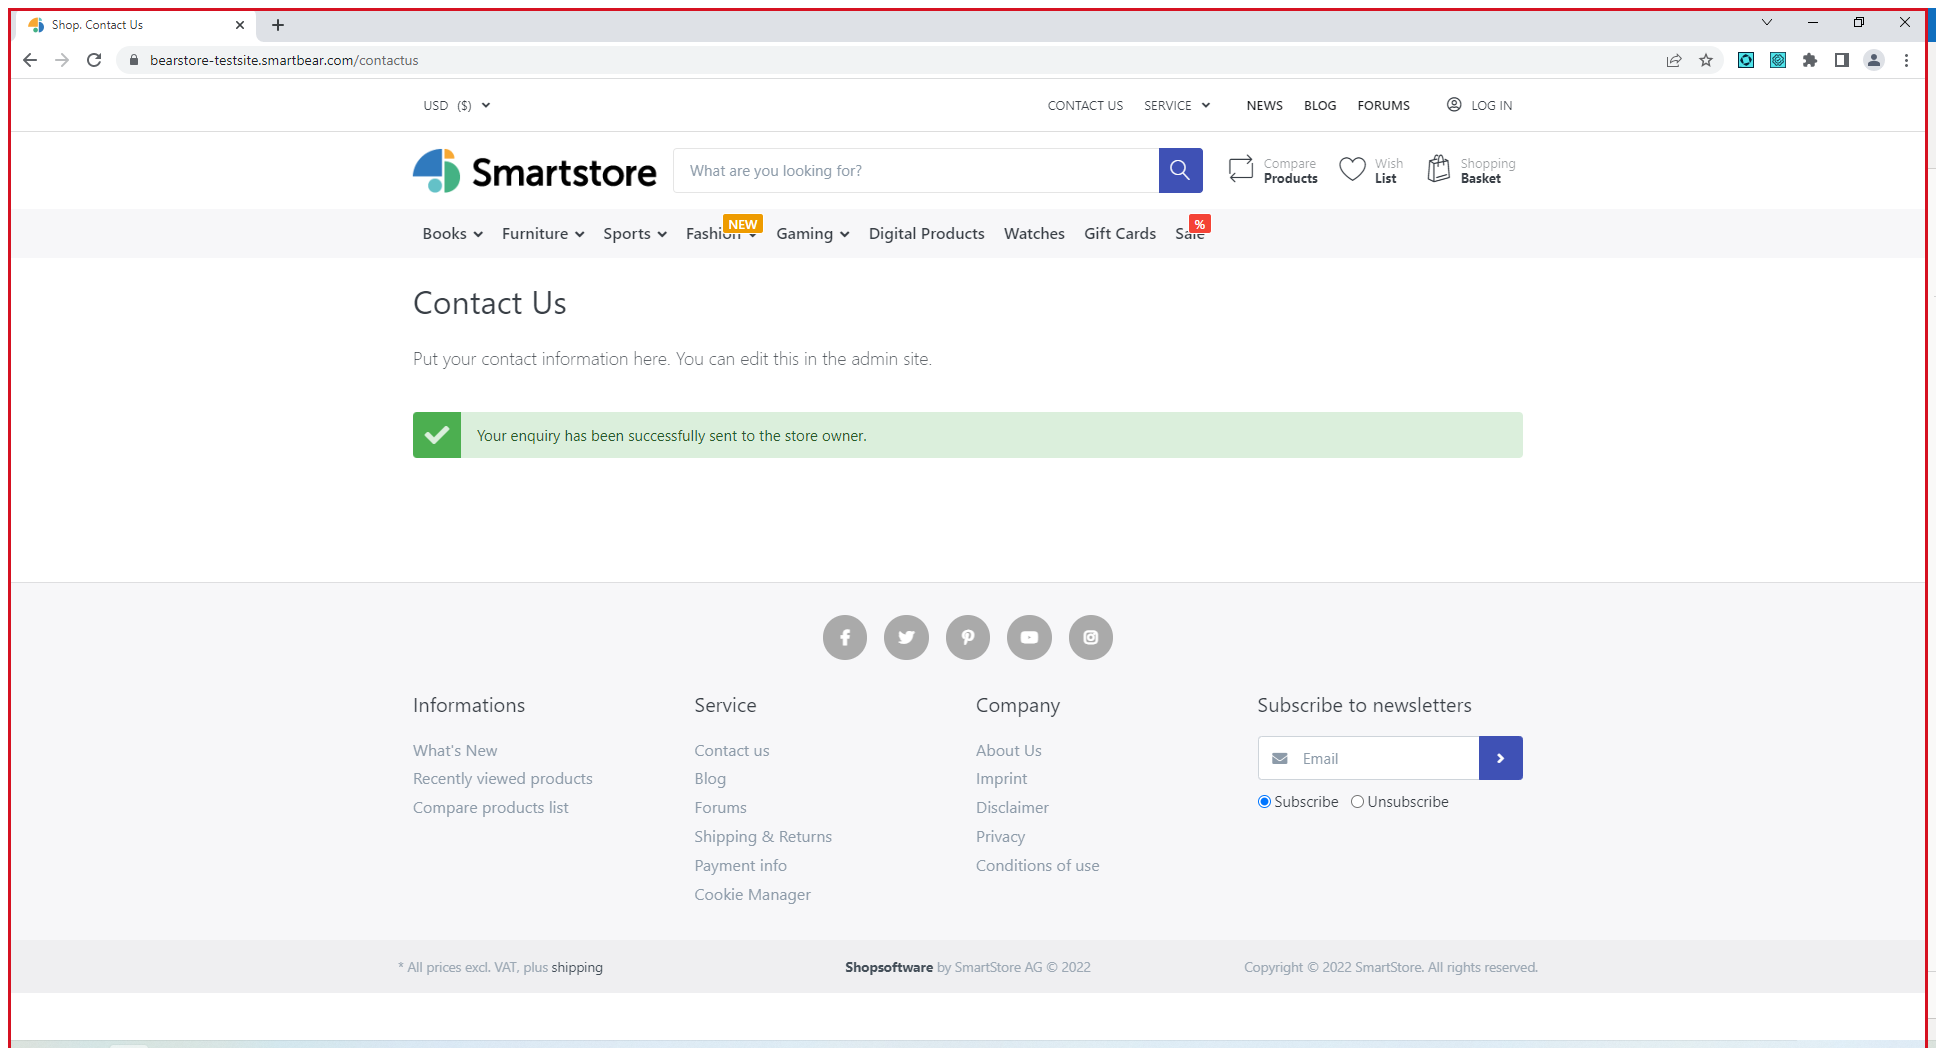 Shop. Contact Us
bearstore-testsite.smartbear.com/contactus
USD ($)
CONTACT US SERVICE NEWS BLOG FORUMS LOG IN
Smartstore
What are you looking for?
Compare
Products
Wish
List
Shopping
Basket
Books Furniture Sports Fashion NEW Gaming Digital Products Watches Gift Cards Sale %
Contact Us
Put your contact information here. You can edit this in the admin site.
Your enquiry has been successfully sent to the store owner.
Informations
What's New
Recently viewed products
Compare products list
Service
Contact us
Blog
Forums
Shipping & Returns
Payment info
Cookie Manager
Company
About Us
Imprint
Disclaimer
Privacy
Conditions of use
Subscribe to newsletters
Email
Subscribe Unsubscribe
* All prices excl. VAT, plus shipping
Shopsoftware by SmartStore AG © 2022
Copyright © 2022 SmartStore. All rights reserved.